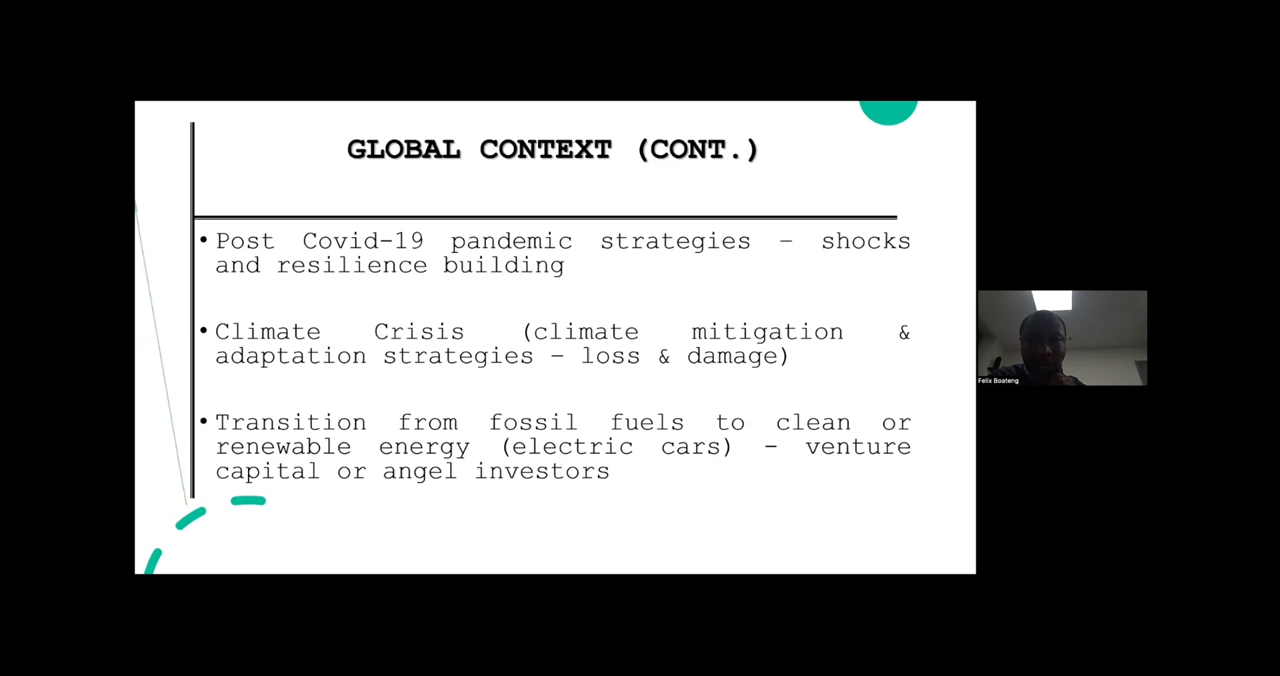 GLOBAL CONTEXT (CONT.)
• Post Covid-19 pandemic strategies – shocks
and resilience building
• Climate Crisis (climate mitigation &
adaptation strategies – loss & damage)
• Transition from fossil fuels to clean or
renewable energy (electric cars) - venture
capital or angel investors
Felix Boateng